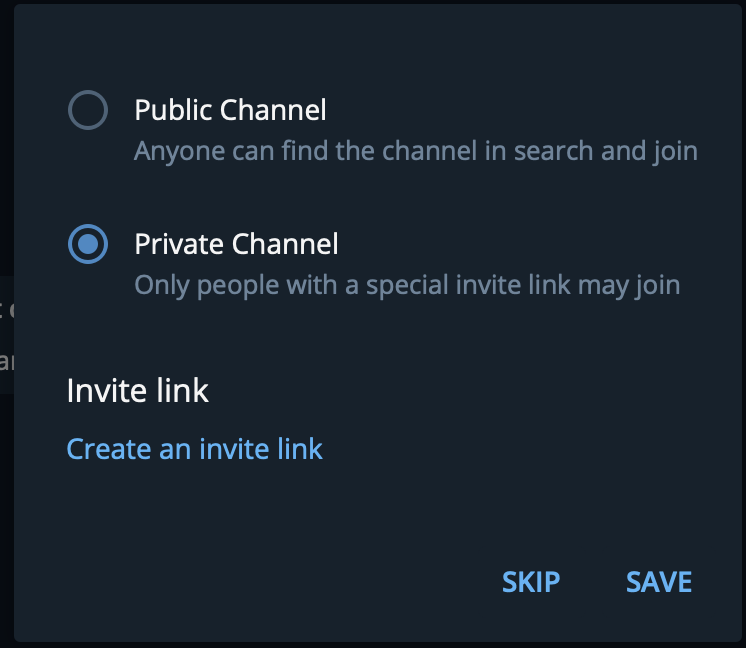 Public Channel
Anyone can find the channel in search and join
Private Channel
Only people with a special invite link may join
Invite link
Create an invite link
SKIP SAVE